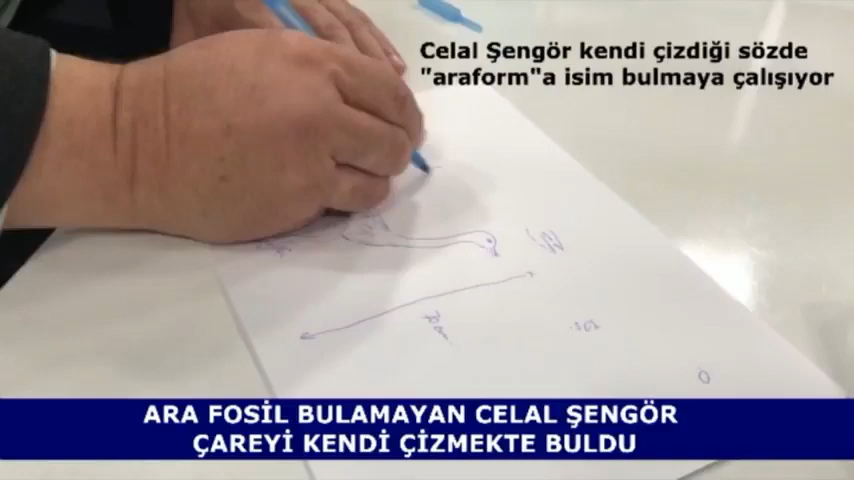 Celal Şengör kendi çizdiği sözde
"araform"a isim bulmaya çalışıyor
ARA FOSİL BULAMAYAN CELAL ŞENGÖR
ÇAREYİ KENDİ ÇİZMEKTE BULDU